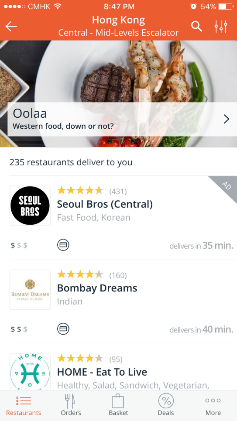 CMHK 8:47 PM 54%
Hong Kong
Central - Mid-Levels Escalator
Oolaa
Western food, down or not?
235 restaurants deliver to you
%
SEOUL
BROS
(431)
Seoul Bros (Central)
Fast Food, Korean
$ $ $
delivers in 35 min.
BOMBAY DREAMS
(160)
Bombay Dreams
Indian
$ $ $
delivers in 40 min.
HOME
(95)
HOME - Eat To Live
Healthy, Salad, Sandwich, Vegetarian,
%
Restaurants Orders Basket Deals More